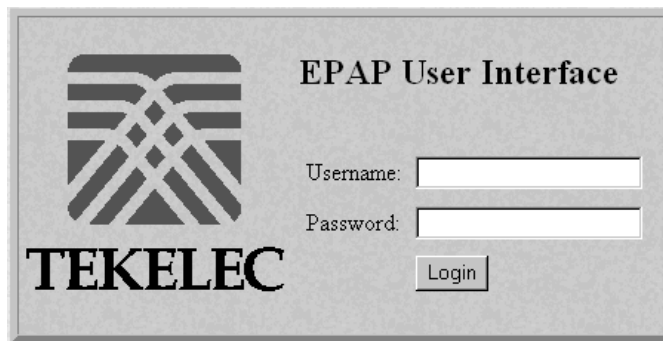 EPAP User Interface
Username:
Password:
TEKELEC
Login